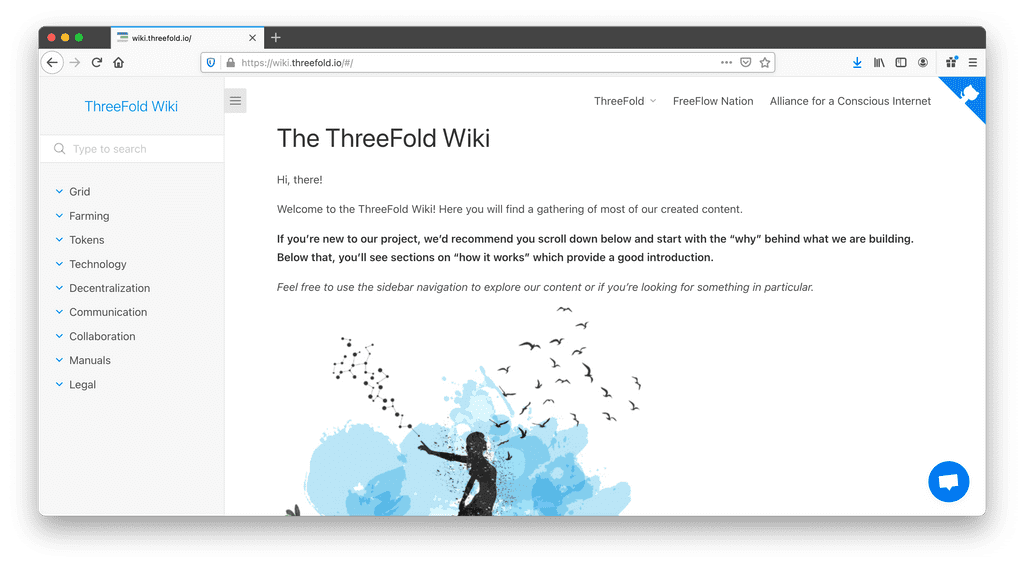 wiki.threefold.io/
https://wiki.threefold.io/#/
ThreeFold Wiki
Type to search
Grid
Farming
Tokens
Technology
Decentralization
Communication
Collaboration
Manuals
Legal
ThreeFold
FreeFlow Nation
Alliance for a Conscious Internet
The ThreeFold Wiki
Hi, there!
Welcome to the ThreeFold Wiki! Here you will find a gathering of most of our created content.
If you’re new to our project, we’d recommend you scroll down below and start with the “why” behind what we are building.
Below that, you’ll see sections on “how it works” which provide a good introduction.
Feel free to use the sidebar navigation to explore our content or if you’re looking for something in particular.